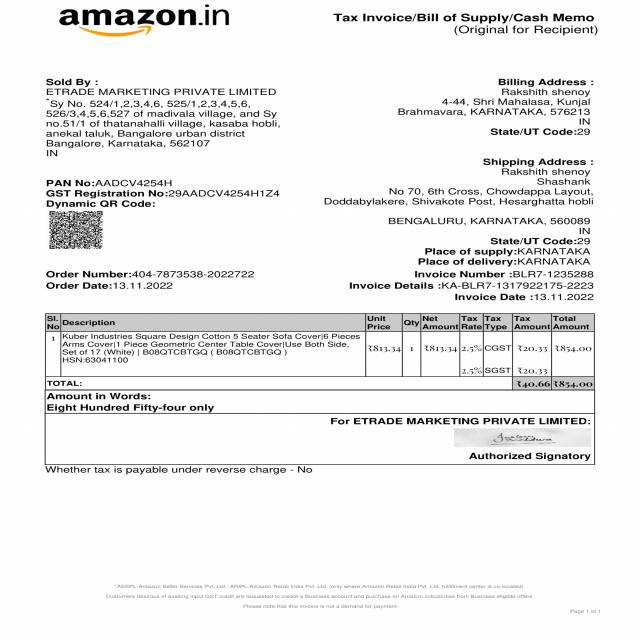 amazon.in
Tax Invoice/Bill of Supply/Cash Memo
(Original for Recipient)
Sold By :
ETRADE MARKETING PRIVATE LIMITED
*Sy No. 524/1,2,3,4,6, 525/1,2,3,4,5,6,
526/3,4,5,6,527 of madivala village, and Sy
no.51/1 of thatanahalli village, kasaba hobli,
anekal taluk, Bangalore urban district
Bangalore, Karnataka, 562107
IN
Billing Address :
Rakshith shenoy
4-44, Shri Mahalasa, Kunjal
Brahmavara, KARNATAKA, 576213
IN
State/UT Code:29
PAN No:AADCV4254H
GST Registration No:29AADCV4254H1Z4
Dynamic QR Code:
Shipping Address :
Rakshith shenoy
Shashank
No 70, 6th Cross, Chowdappa Layout,
Doddabylakere, Shivakote Post, Hesarghatta hobli
BENGALURU, KARNATAKA, 560089
IN
State/UT Code:29
Place of supply:KARNATAKA
Place of delivery:KARNATAKA
Order Number:404-7873538-2022722
Order Date:13.11.2022
Invoice Number :BLR7-1235288
Invoice Details :KA-BLR7-1317922175-2223
Invoice Date :13.11.2022
Sl. No Description Unit Price Qty Net Amount Tax Rate Tax Type Tax Amount Total Amount
1 Kuber Industries Square Design Cotton 5 Seater Sofa Cover|6 Pieces
Arms Cover|1 Piece Geometric Center Table Cover|Use Both Side,
Set of 17 (White) | B08QTCBTGQ ( B08QTCBTGQ )
HSN:63041100
₹813.34 1 ₹813.34 2.5% CGST ₹20.33 ₹854.00
2.5% SGST ₹20.33
TOTAL: ₹40.66 ₹854.00
Amount in Words:
Eight Hundred Fifty-four only
For ETRADE MARKETING PRIVATE LIMITED:
Authorized Signatory
Whether tax is payable under reverse charge - No
*ASSPL-Amazon Seller Services Pvt. Ltd., ARIPL-Amazon Retail India Pvt. Ltd. (only where Amazon Retail India Pvt. Ltd. fulfillment center is co-located)
Customers desirous of availing input GST credit are requested to create a Business account and purchase on Amazon.in/business from Business eligible offers
Please note that this invoice is not a demand for payment
Page 1 of 1